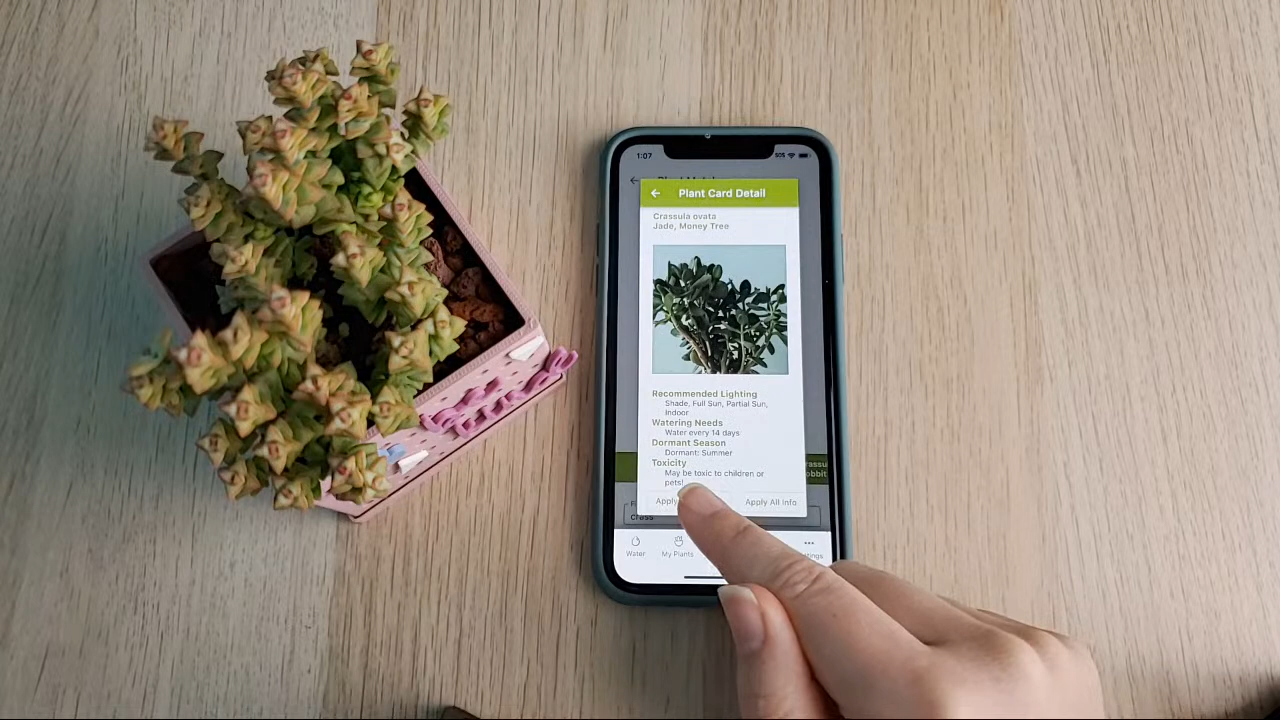 1:07
SOS
Plant Card Detail
Crassula ovata
Jade, Money Tree
Recommended Lighting
Shade, Full Sun, Partial Sun,
Indoor
Watering Needs
Water every 14 days
Dormant Season
Dormant: Summer
Toxicity
May be toxic to children or
pets!
Apply
Apply All Info
crass
Water
My Plants